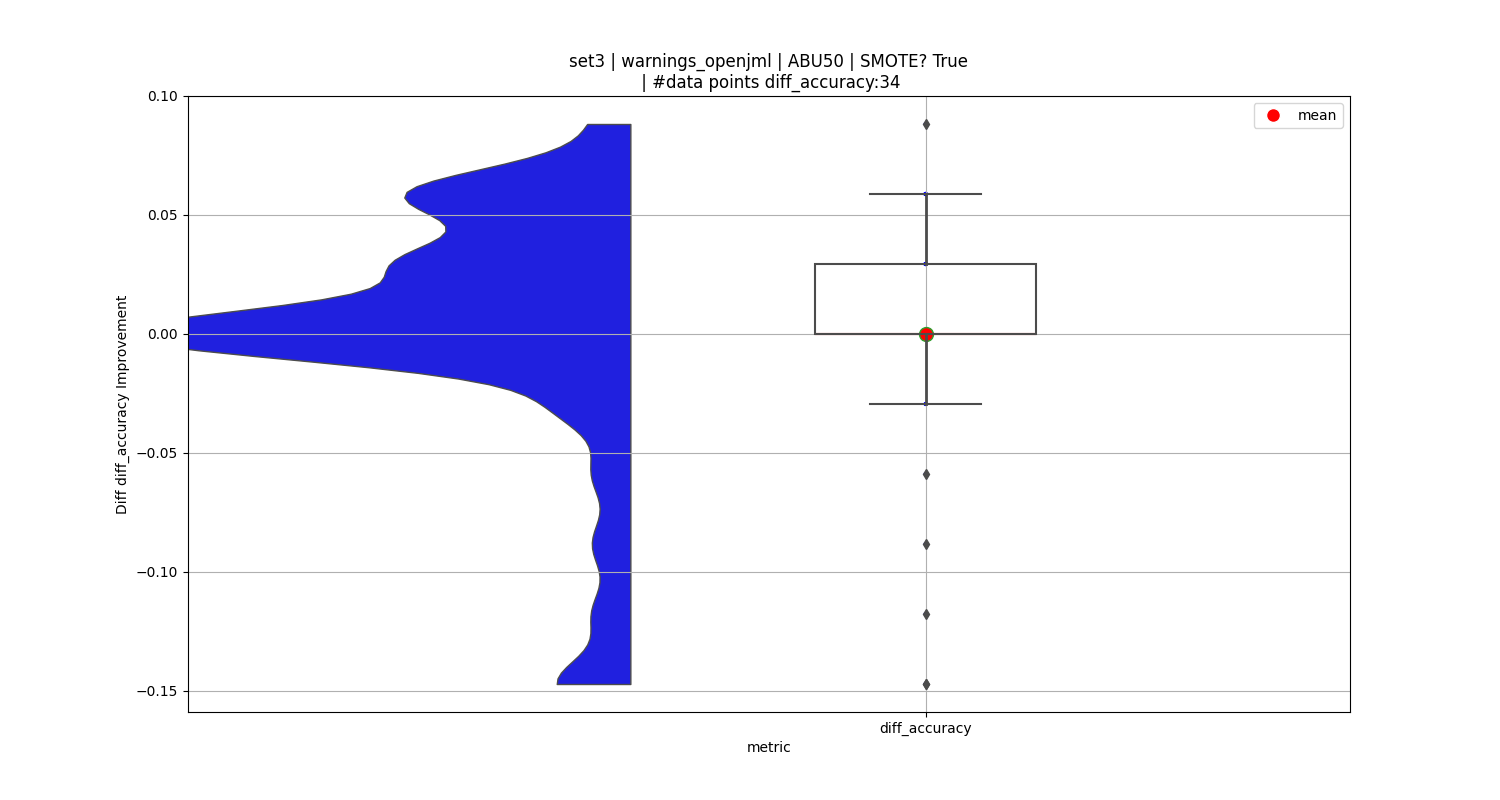 set3 | warnings_openjml | ABU50 | SMOTE? True
| #data points diff_accuracy:34
mean
Diff diff_accuracy Improvement
0.10
0.05
0.00
−0.05
−0.10
−0.15
diff_accuracy
metric